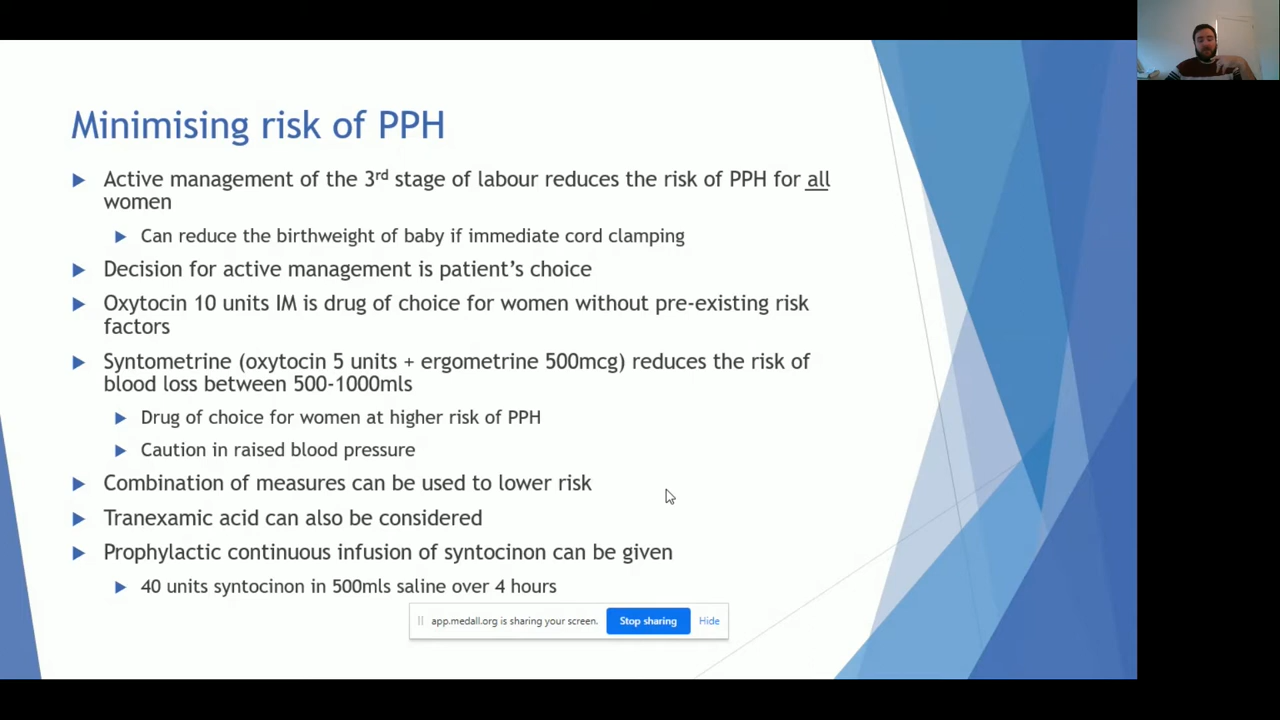 Minimising risk of PPH
Active management of the 3rd stage of labour reduces the risk of PPH for all
women
Can reduce the birthweight of baby if immediate cord clamping
Decision for active management is patient's choice
Oxytocin 10 units IM is drug of choice for women without pre-existing risk
factors
Syntometrine (oxytocin 5 units + ergometrine 500mcg) reduces the risk of
blood loss between 500-1000mls
Drug of choice for women at higher risk of PPH
Caution in raised blood pressure
Combination of measures can be used to lower risk
Tranexamic acid can also be considered
Prophylactic continuous infusion of syntocinon can be given
40 units syntocinon in 500mls saline over 4 hours
app.medall.org is sharing your screen. Stop sharing Hide